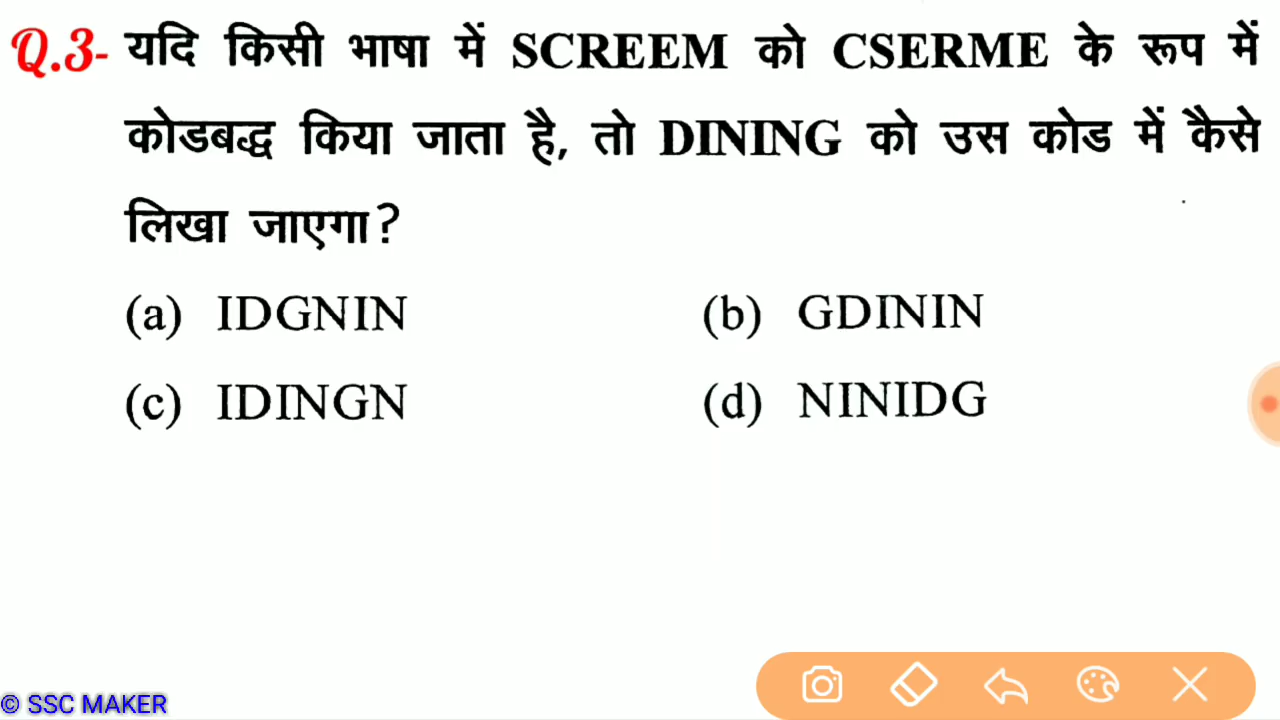 Q.3- यदि किसी भाषा में SCREEM को CSERME के रूप में
कोडबद्ध किया जाता है, तो DINING को उस कोड में कैसे
लिखा जाएगा?
(a) IDGNIN (b) GDININ
(c) IDINGN (d) NINIDG
© SSC MAKER